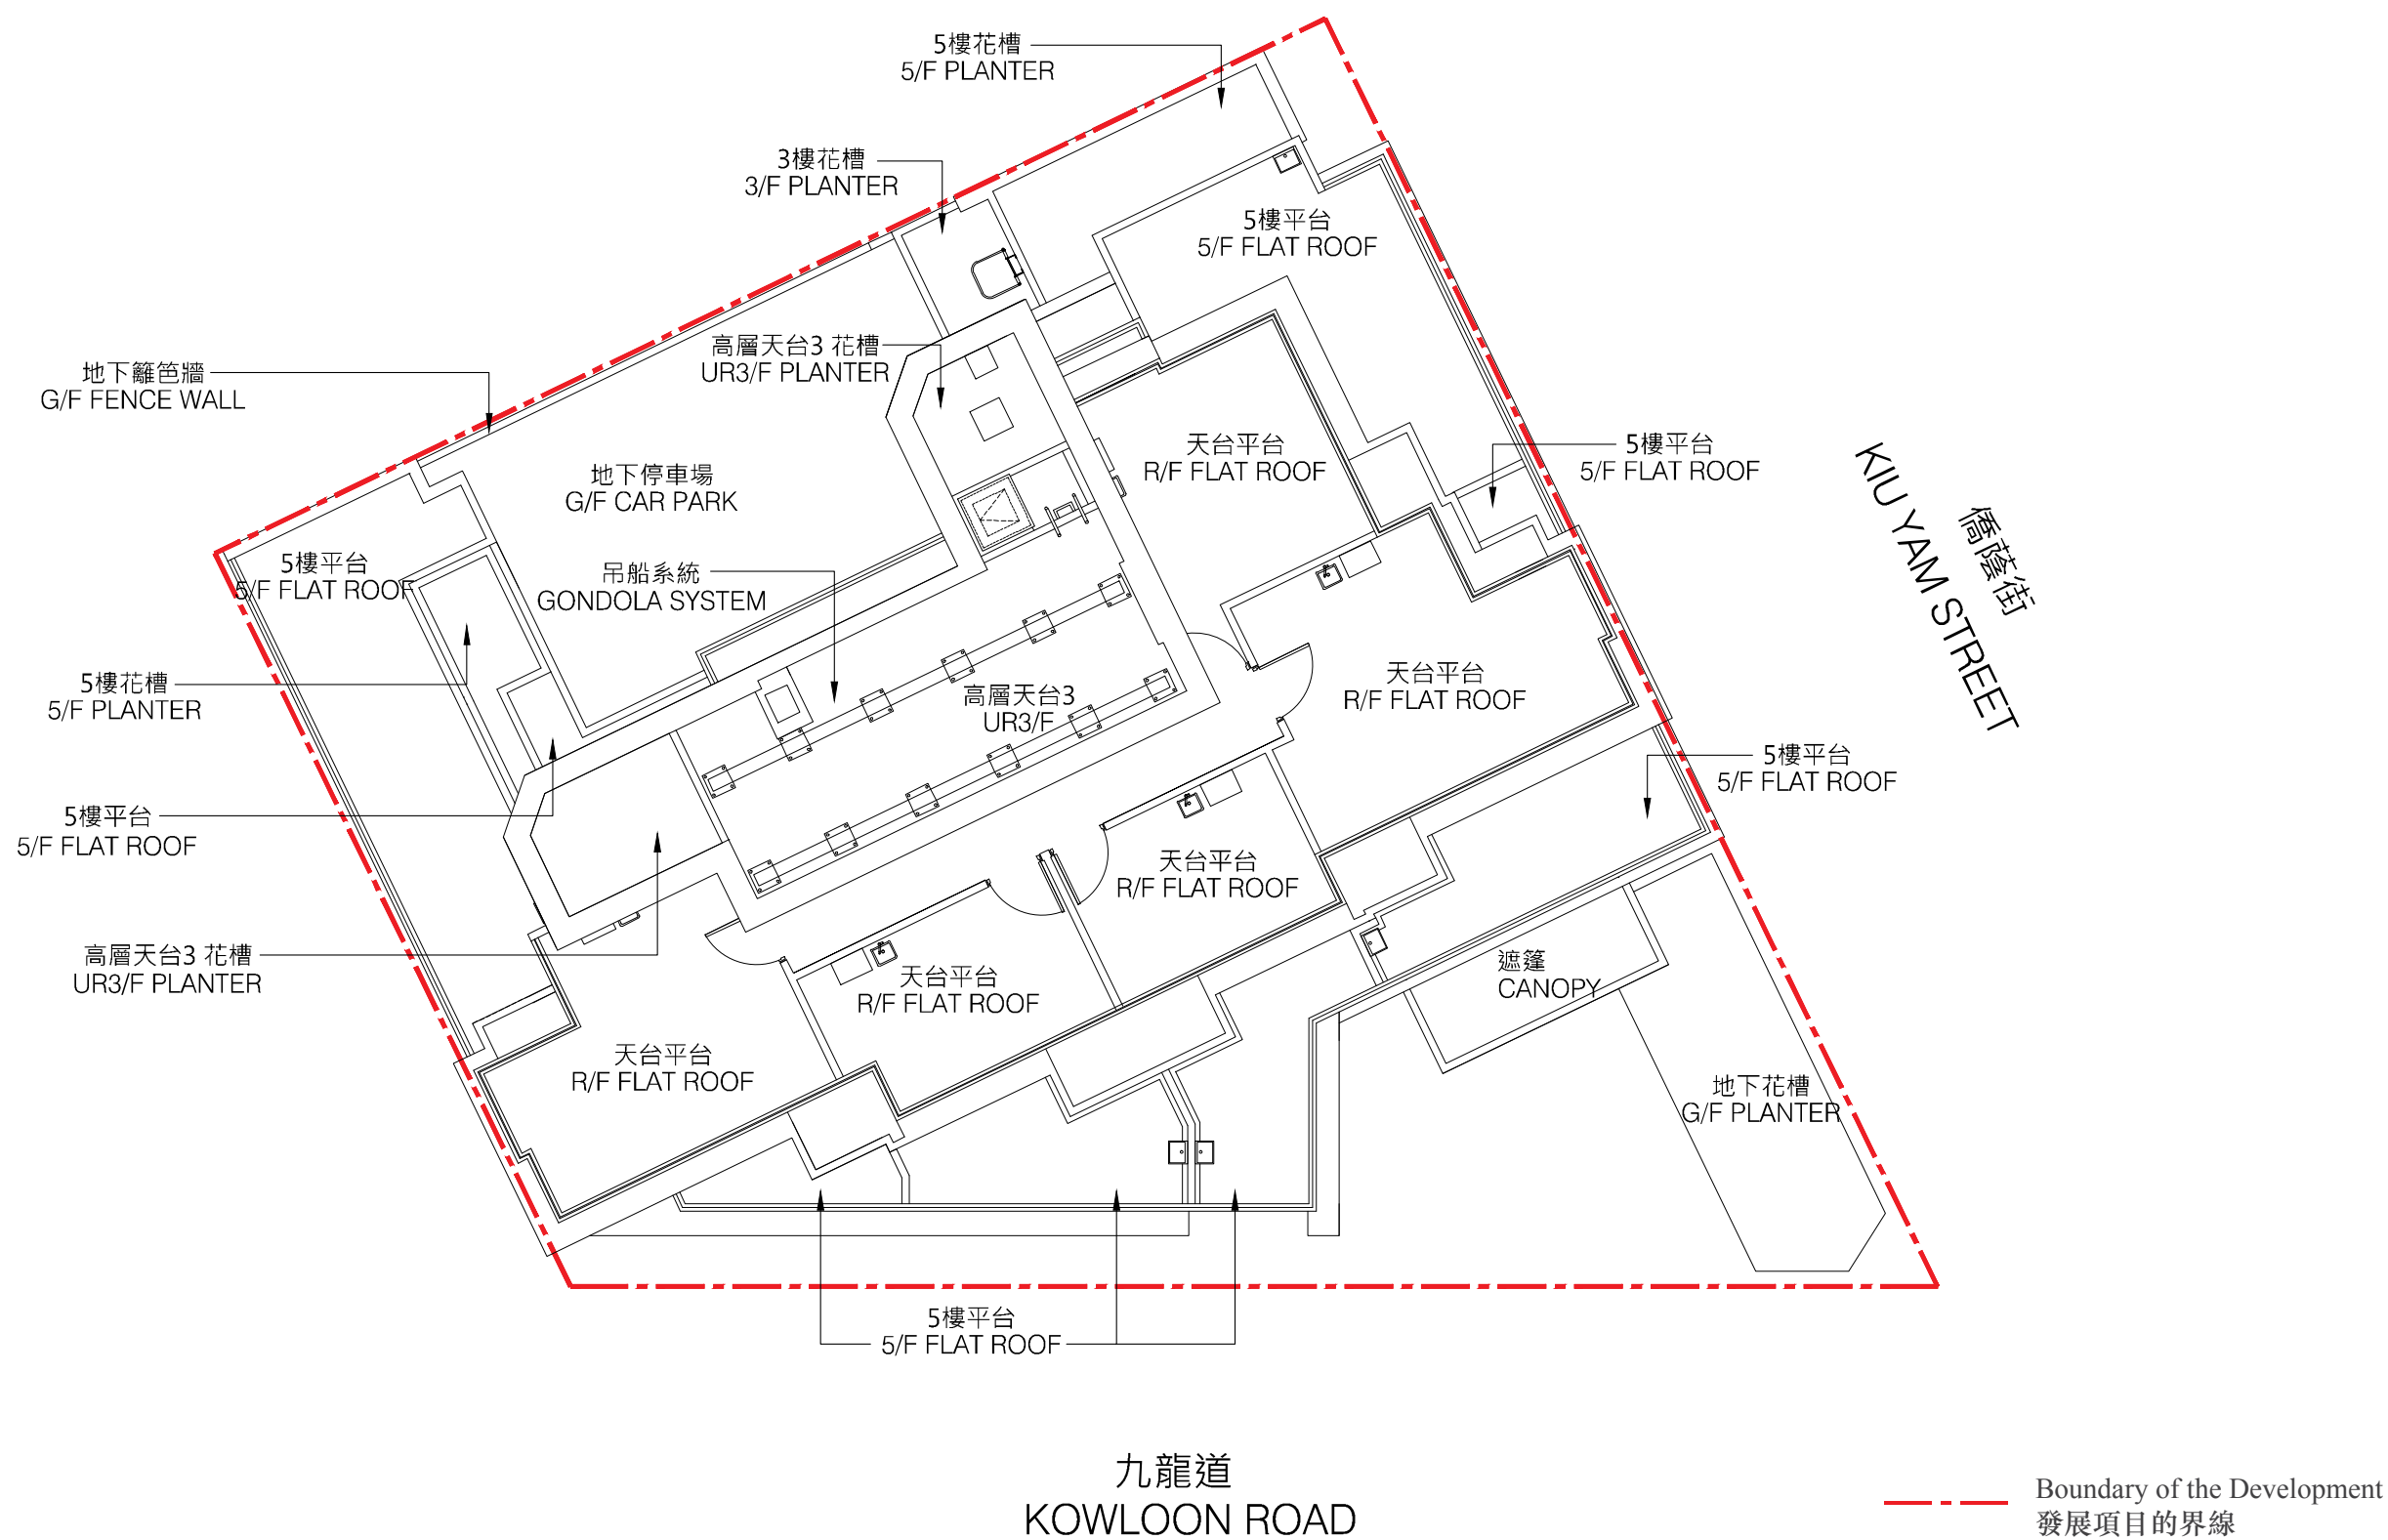 5樓花槽
5/F PLANTER
3樓花槽
3/F PLANTER
5樓平台
5/F FLAT ROOF
高層天台3 花槽
UR3/F PLANTER
地下籬笆牆
G/F FENCE WALL
天台平台
R/F FLAT ROOF
5樓平台
5/F FLAT ROOF
地下停車場
G/F CAR PARK
僑蔭街
KIU YAM STREET
5樓平台
5/F FLAT ROOF
吊船系統
GONDOLA SYSTEM
5樓花槽
5/F PLANTER
高層天台3
UR3/F
天台平台
R/F FLAT ROOF
5樓平台
5/F FLAT ROOF
5樓平台
5/F FLAT ROOF
天台平台
R/F FLAT ROOF
高層天台3 花槽
UR3/F PLANTER
天台平台
R/F FLAT ROOF
遮篷
CANOPY
天台平台
R/F FLAT ROOF
地下花槽
G/F PLANTER
5樓平台
5/F FLAT ROOF
九龍道
KOWLOON ROAD
Boundary of the Development
發展項目的界線